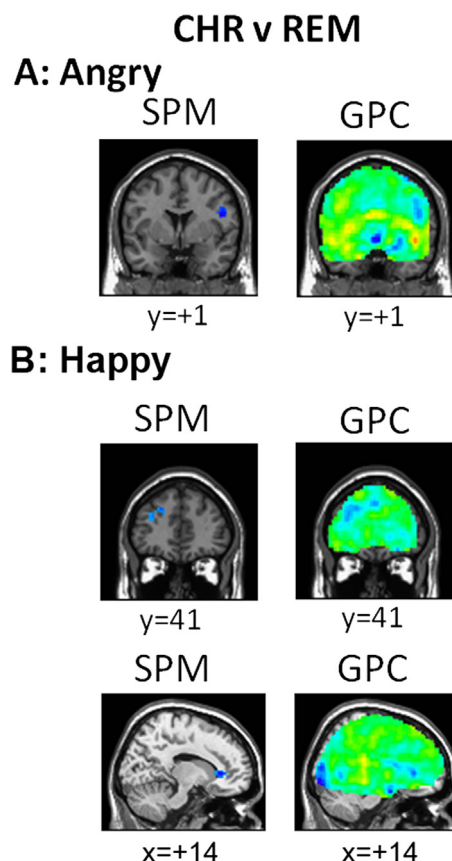 CHR v REM
A: Angry
SPM GPC
y=+1 y=+1
B: Happy
SPM GPC
y=41 y=41
SPM GPC
x=+14 x=+14